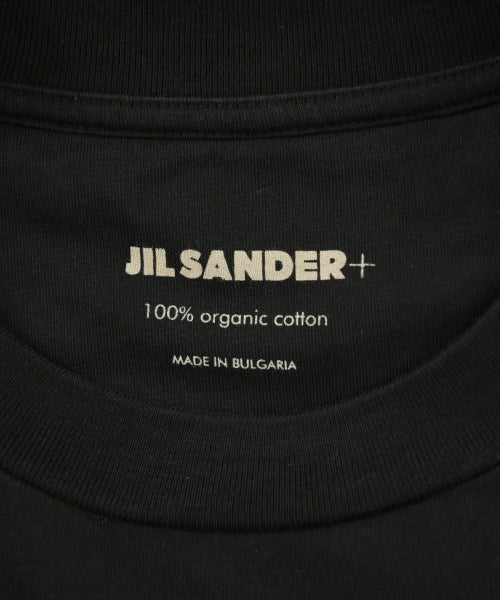 JIL SANDER+
100% organic cotton
MADE IN BULGARIA